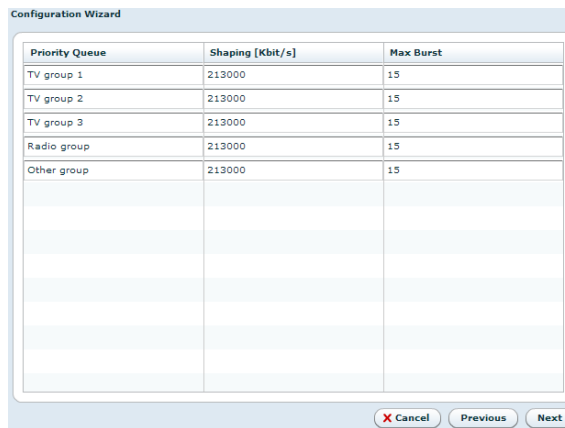 Configuration Wizard
Priority Queue Shaping [Kbit/s] Max Burst
TV group 1 213000 15
TV group 2 213000 15
TV group 3 213000 15
Radio group 213000 15
Other group 213000 15
Cancel Previous Next